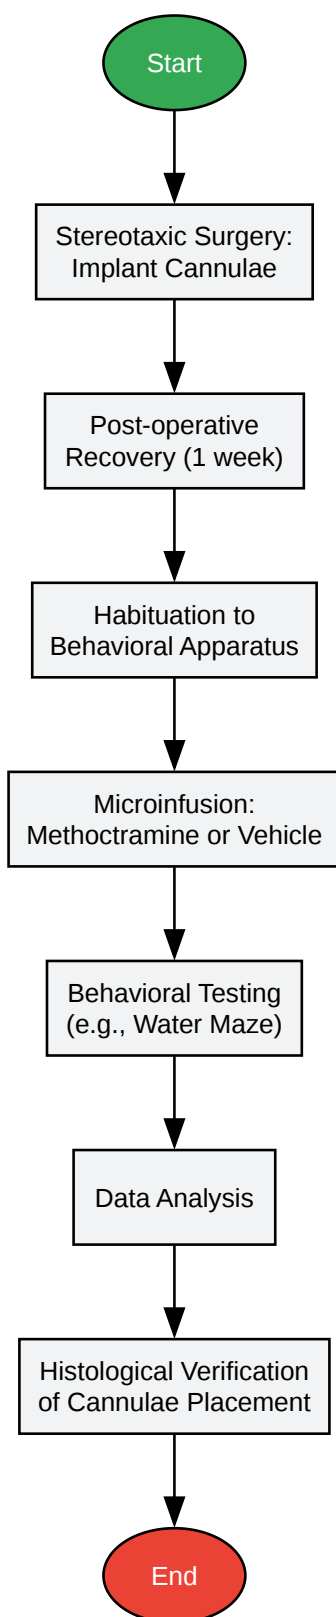 Start
Stereotaxic Surgery:
Implant Cannulae
Post-operative
Recovery (1 week)
Habituation to
Behavioral Apparatus
Microinfusion:
Methoctramine or Vehicle
Behavioral Testing
(e.g., Water Maze)
Data Analysis
Histological Verification
of Cannulae Placement
End